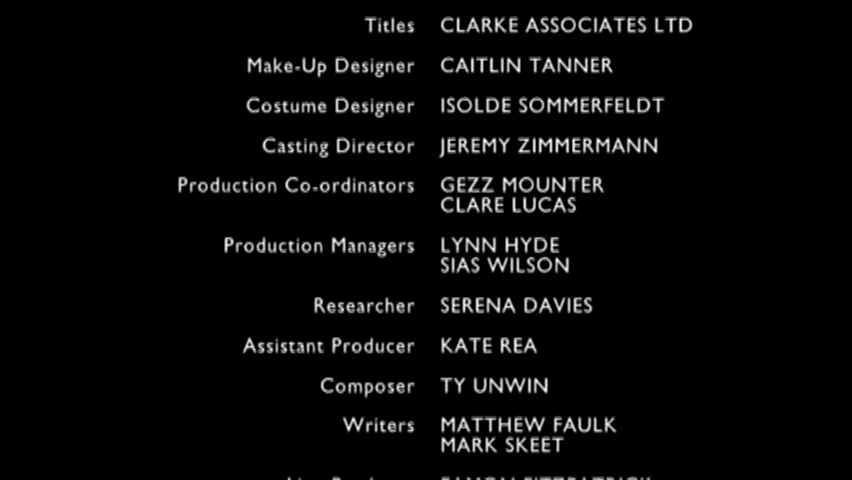 Titles CLARKE ASSOCIATES LTD
Make-Up Designer CAITLIN TANNER
Costume Designer ISOLDE SOMMERFELDT
Casting Director JEREMY ZIMMERMANN
Production Co-ordinators GEZZ MOUNTER
CLARE LUCAS
Production Managers LYNN HYDE
SIAS WILSON
Researcher SERENA DAVIES
Assistant Producer KATE REA
Composer TY UNWIN
Writers MATTHEW FAULK
MARK SKEET